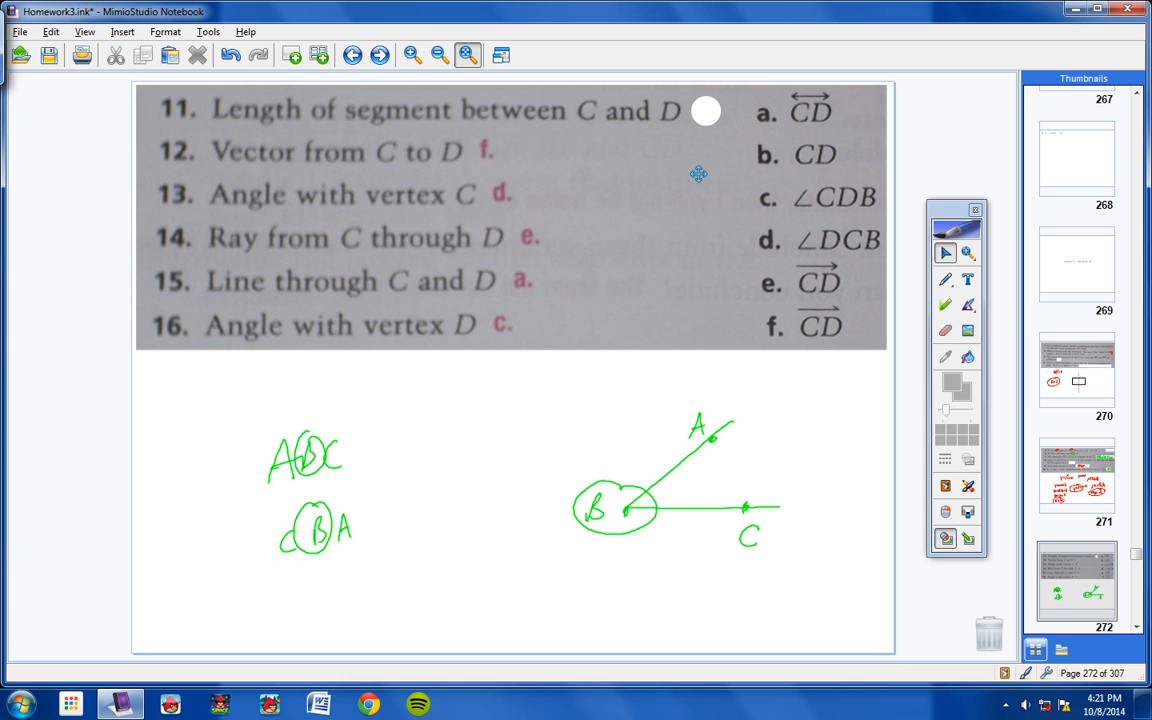 Homework3.ink* - MimioStudio Notebook
File Edit View Insert Format Tools Help
11. Length of segment between C and D
12. Vector from C to D f.
13. Angle with vertex C d.
14. Ray from C through D e.
15. Line through C and D a.
16. Angle with vertex D c.
a. CD
b. CD
c. ∠CDB
d. ∠DCB
e. CD
f. CD
ABC
CBA
A
B
C
Thumbnails
267
268
269
270
271
272
Page 272 of 307
4:21 PM
10/8/2014